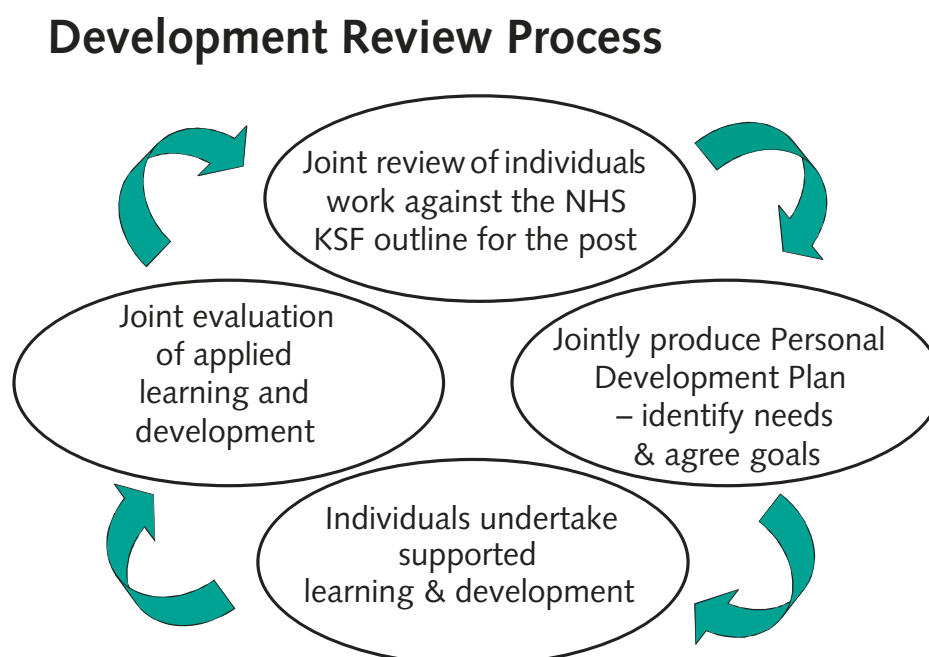 Development Review Process
Joint review of individuals
work against the NHS
KSF outline for the post
Jointly produce Personal
Development Plan
– identify needs
& agree goals
Individuals undertake
supported
learning & development
Joint evaluation
of applied
learning and
development